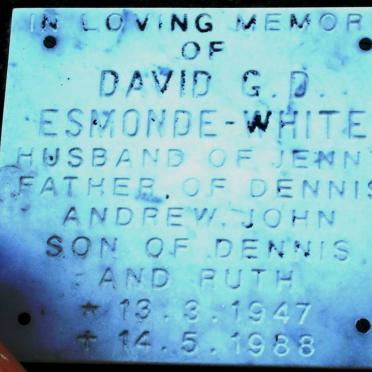 IN LOVING MEMOR
OF
DAVID G. D.
ESMONDE-WHITE
HUSBAND OF JENN
FATHER OF DENNIS
ANDREW. JOHN
SON OF DENNIS
AND RUTH
* 13. 3. 1947
† 14. 5. 1988